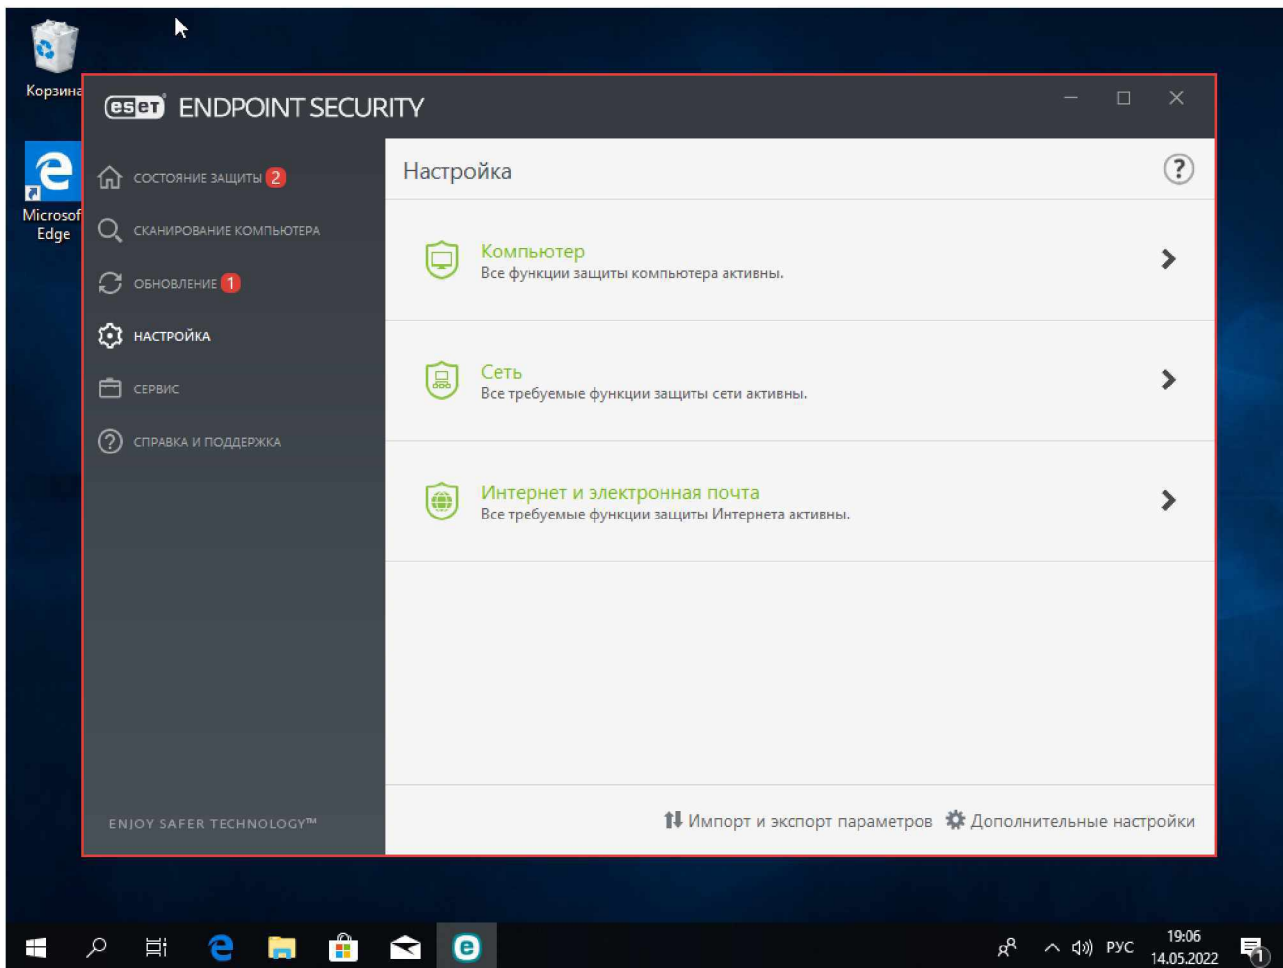 Корзина
Microsof
Edge
eset ENDPOINT SECURITY
СОСТОЯНИЕ ЗАЩИТЫ 2
СКАНИРОВАНИЕ КОМПЬЮТЕРА
ОБНОВЛЕНИЕ 1
НАСТРОЙКА
СЕРВИС
СПРАВКА И ПОДДЕРЖКА
ENJOY SAFER TECHNOLOGY™
Настройка
?
Компьютер
Все функции защиты компьютера активны.
Сеть
Все требуемые функции защиты сети активны.
Интернет и электронная почта
Все требуемые функции защиты Интернета активны.
Импорт и экспорт параметров Дополнительные настройки
РУС
19:06
14.05.2022
1